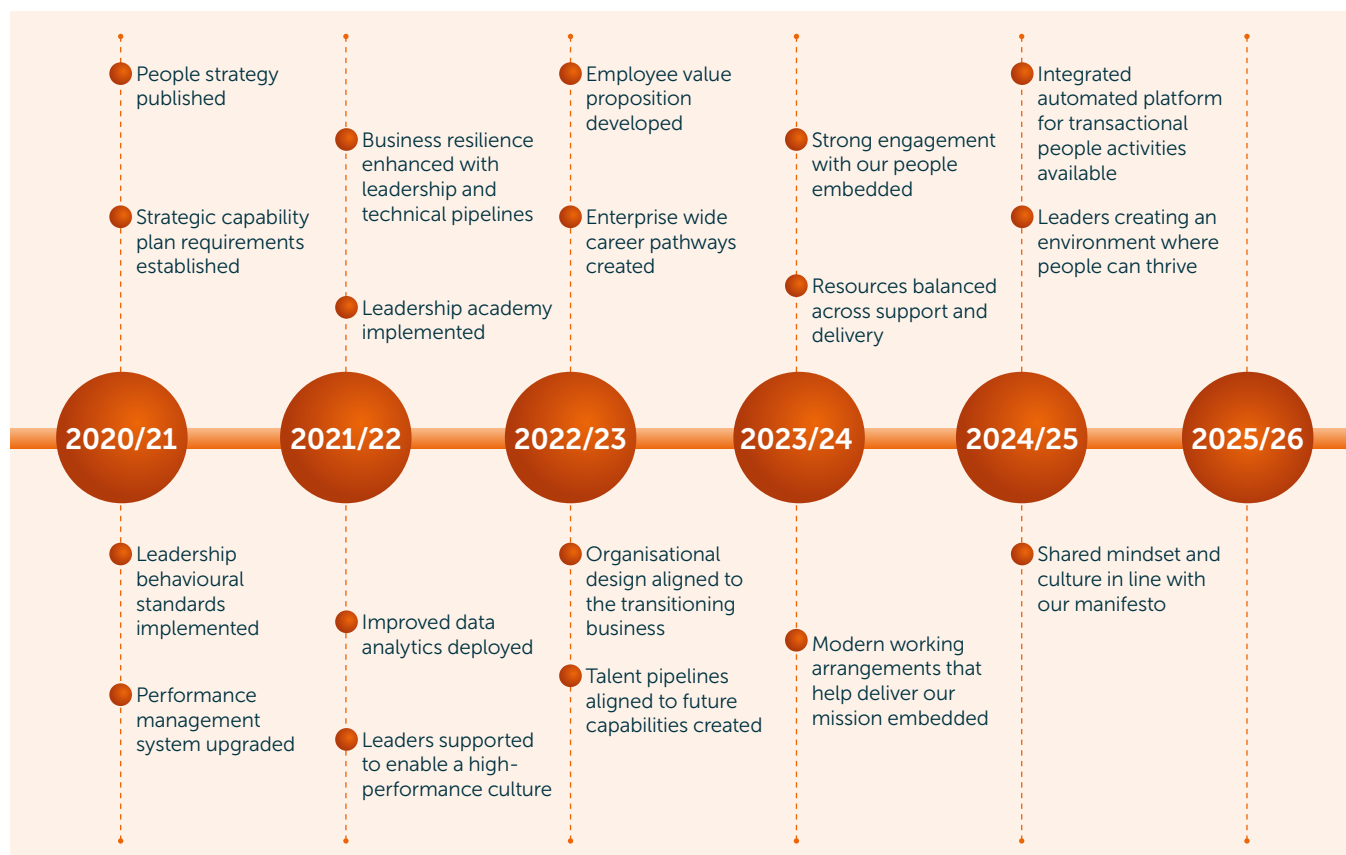 People strategy
published
Strategic capability
plan requirements
established
Business resilience
enhanced with
leadership and
technical pipelines
Leadership academy
implemented
Employee value
proposition
developed
Enterprise wide
career pathways
created
Strong engagement
with our people
embedded
Resources balanced
across support and
delivery
Integrated
automated platform
for transactional
people activities
available
Leaders creating an
environment where
people can thrive
2020/21
2021/22
2022/23
2023/24
2024/25
2025/26
Leadership
behavioural
standards
implemented
Performance
management
system upgraded
Improved data
analytics deployed
Leaders supported
to enable a high-
performance culture
Organisational
design aligned to
the transitioning
business
Talent pipelines
aligned to future
capabilities created
Modern working
arrangements that
help deliver our
mission embedded
Shared mindset and
culture in line with
our manifesto